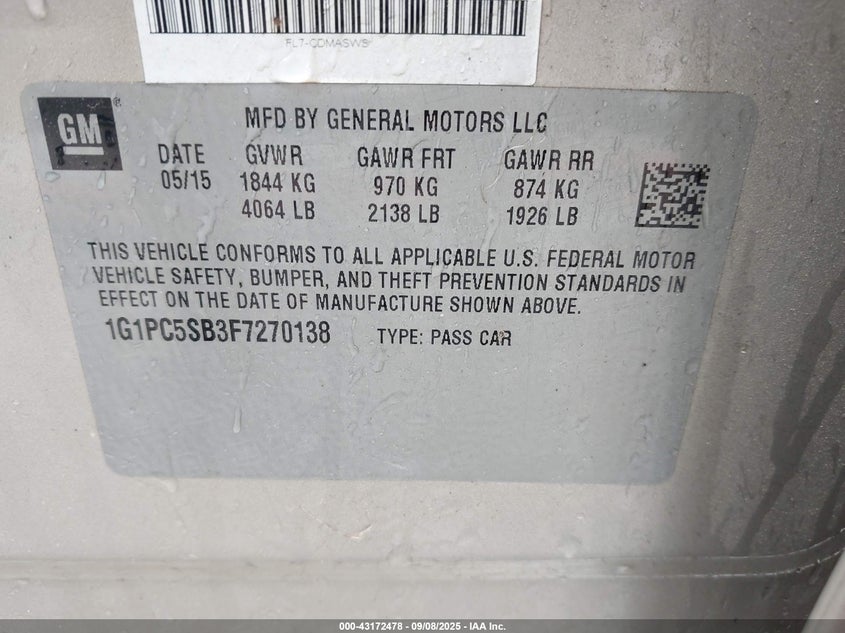 FL7-CDMASWS
GM®
MFD BY GENERAL MOTORS LLC
DATE GVWR GAWR FRT GAWR RR
05/15 1844 KG 970 KG 874 KG
4064 LB 2138 LB 1926 LB
THIS VEHICLE CONFORMS TO ALL APPLICABLE U.S. FEDERAL MOTOR
VEHICLE SAFETY, BUMPER, AND THEFT PREVENTION STANDARDS IN
EFFECT ON THE DATE OF MANUFACTURE SHOWN ABOVE.
1G1PC5SB3F7270138 TYPE: PASS CAR
000-43172478 - 09/08/2025 - IAA Inc.